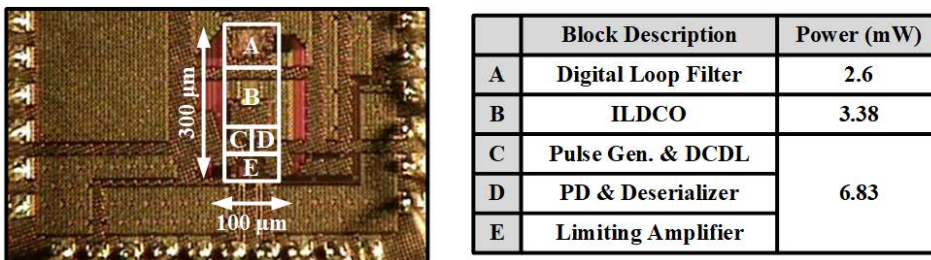 A
B
C D
E
300 µm
100 µm
Block Description Power (mW)
A Digital Loop Filter 2.6
B ILDCO 3.38
C Pulse Gen. & DCDL
D PD & Deserializer 6.83
E Limiting Amplifier